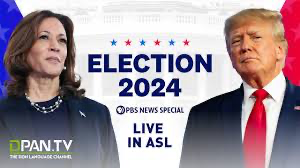 ELECTION
2024
PBS NEWS SPECIAL
LIVE
IN ASL
DPAN.TV
THE SIGN LANGUAGE CHANNEL